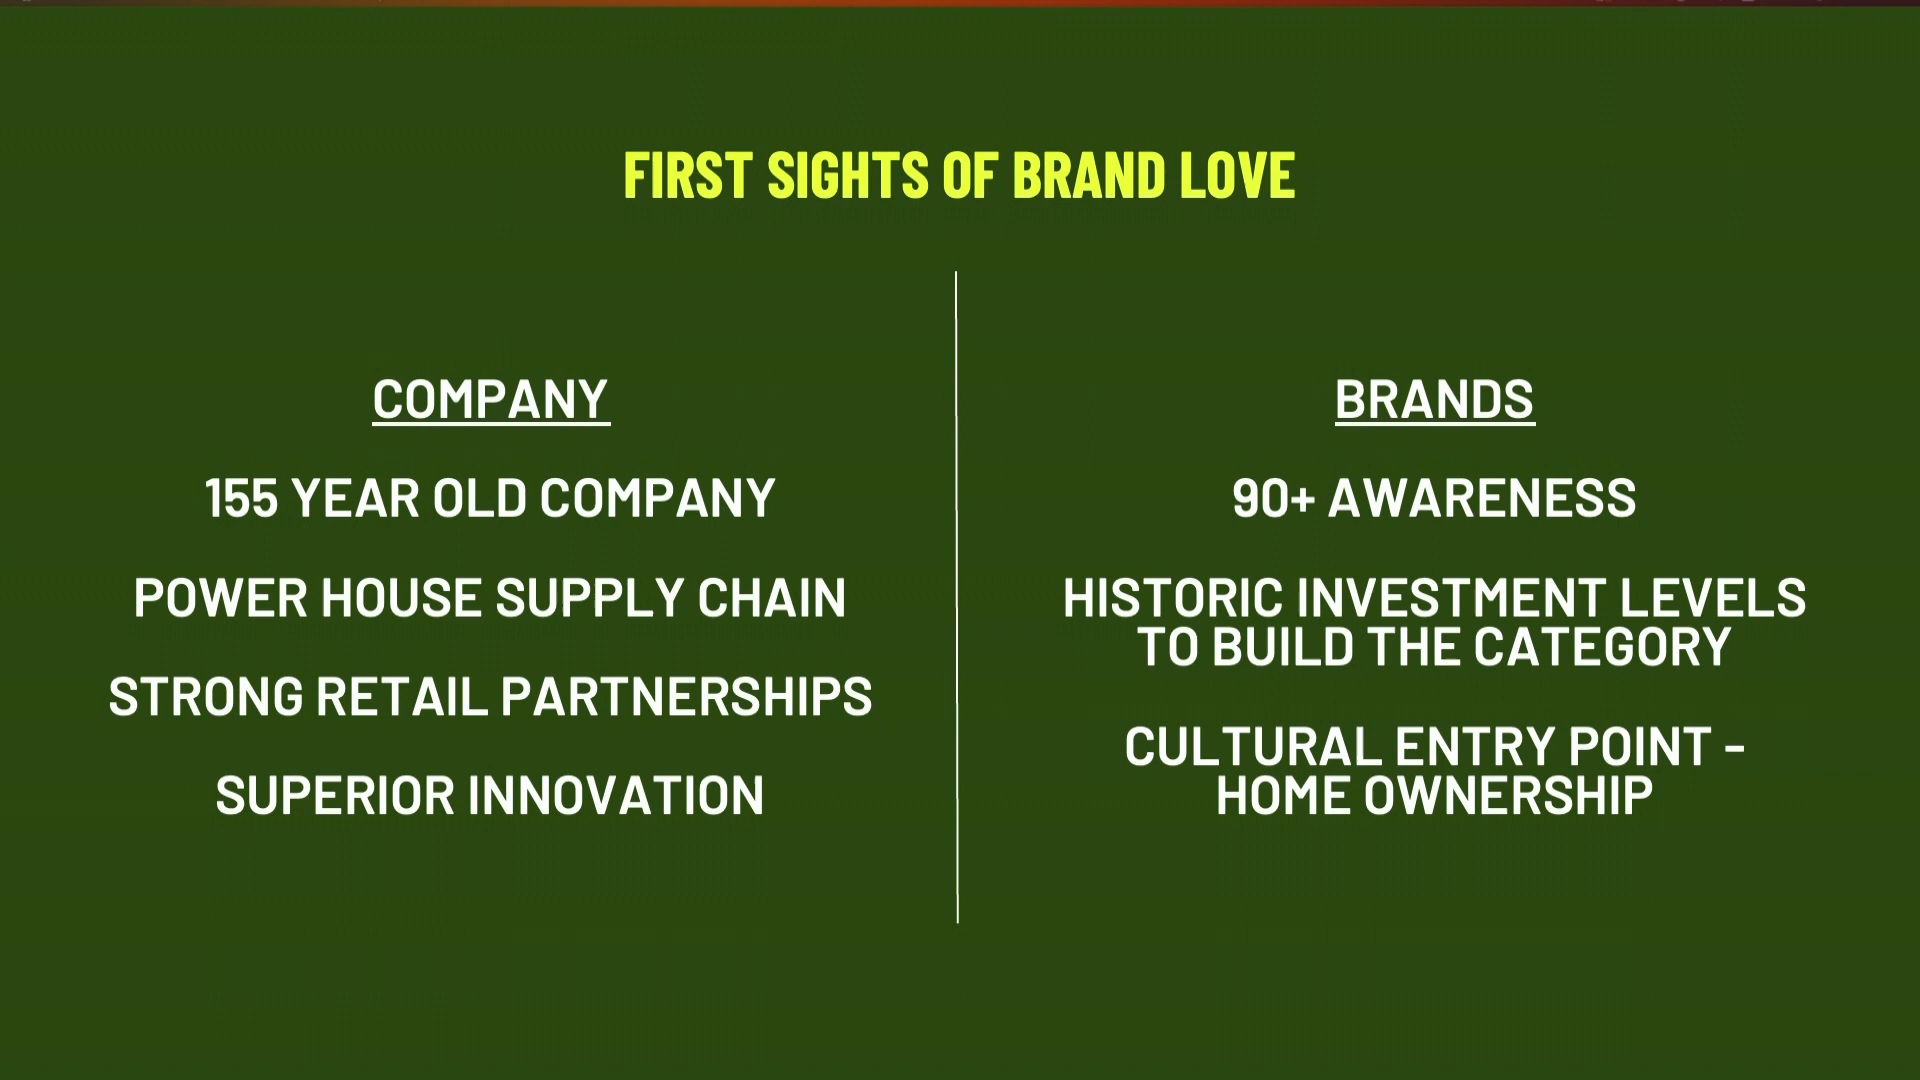 FIRST SIGHTS OF BRAND LOVE
COMPANY
155 YEAR OLD COMPANY
POWER HOUSE SUPPLY CHAIN
STRONG RETAIL PARTNERSHIPS
SUPERIOR INNOVATION
BRANDS
90+ AWARENESS
HISTORIC INVESTMENT LEVELS
TO BUILD THE CATEGORY
CULTURAL ENTRY POINT -
HOME OWNERSHIP